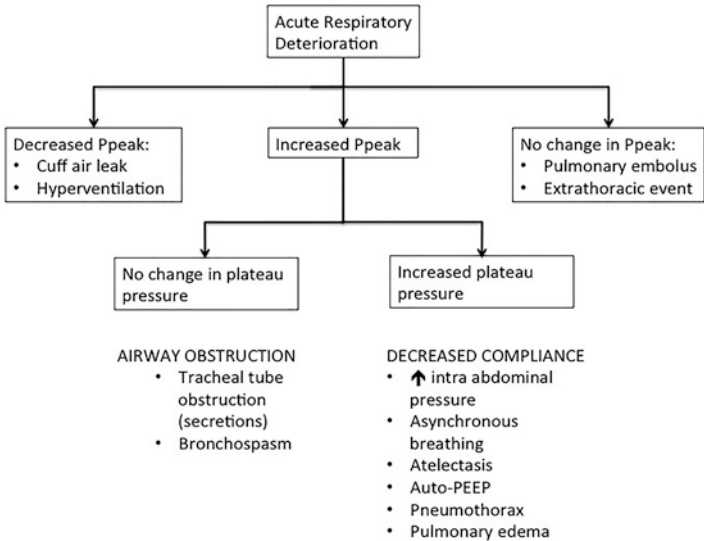 Acute Respiratory
Deterioration
Decreased Ppeak:
• Cuff air leak
• Hyperventilation
Increased Ppeak
No change in Ppeak:
• Pulmonary embolus
• Extrathoracic event
No change in plateau
pressure
Increased plateau
pressure
AIRWAY OBSTRUCTION
• Tracheal tube
obstruction
(secretions)
• Bronchospasm
DECREASED COMPLIANCE
• ↑ intra abdominal
pressure
• Asynchronous
breathing
• Atelectasis
• Auto-PEEP
• Pneumothorax
• Pulmonary edema